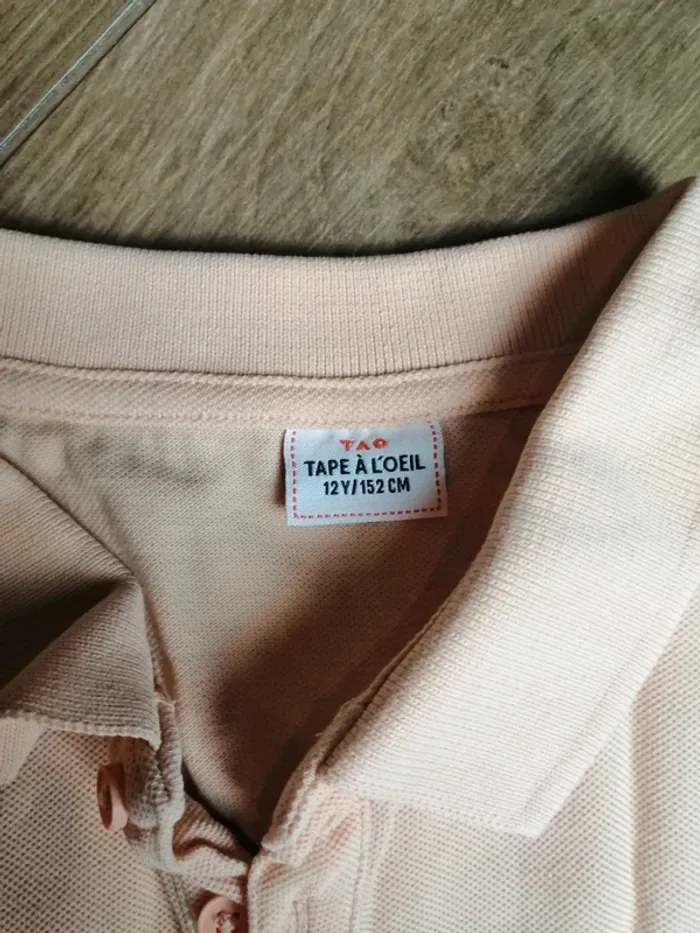 TAO
TAPE À L'OEIL
12Y/152 CM